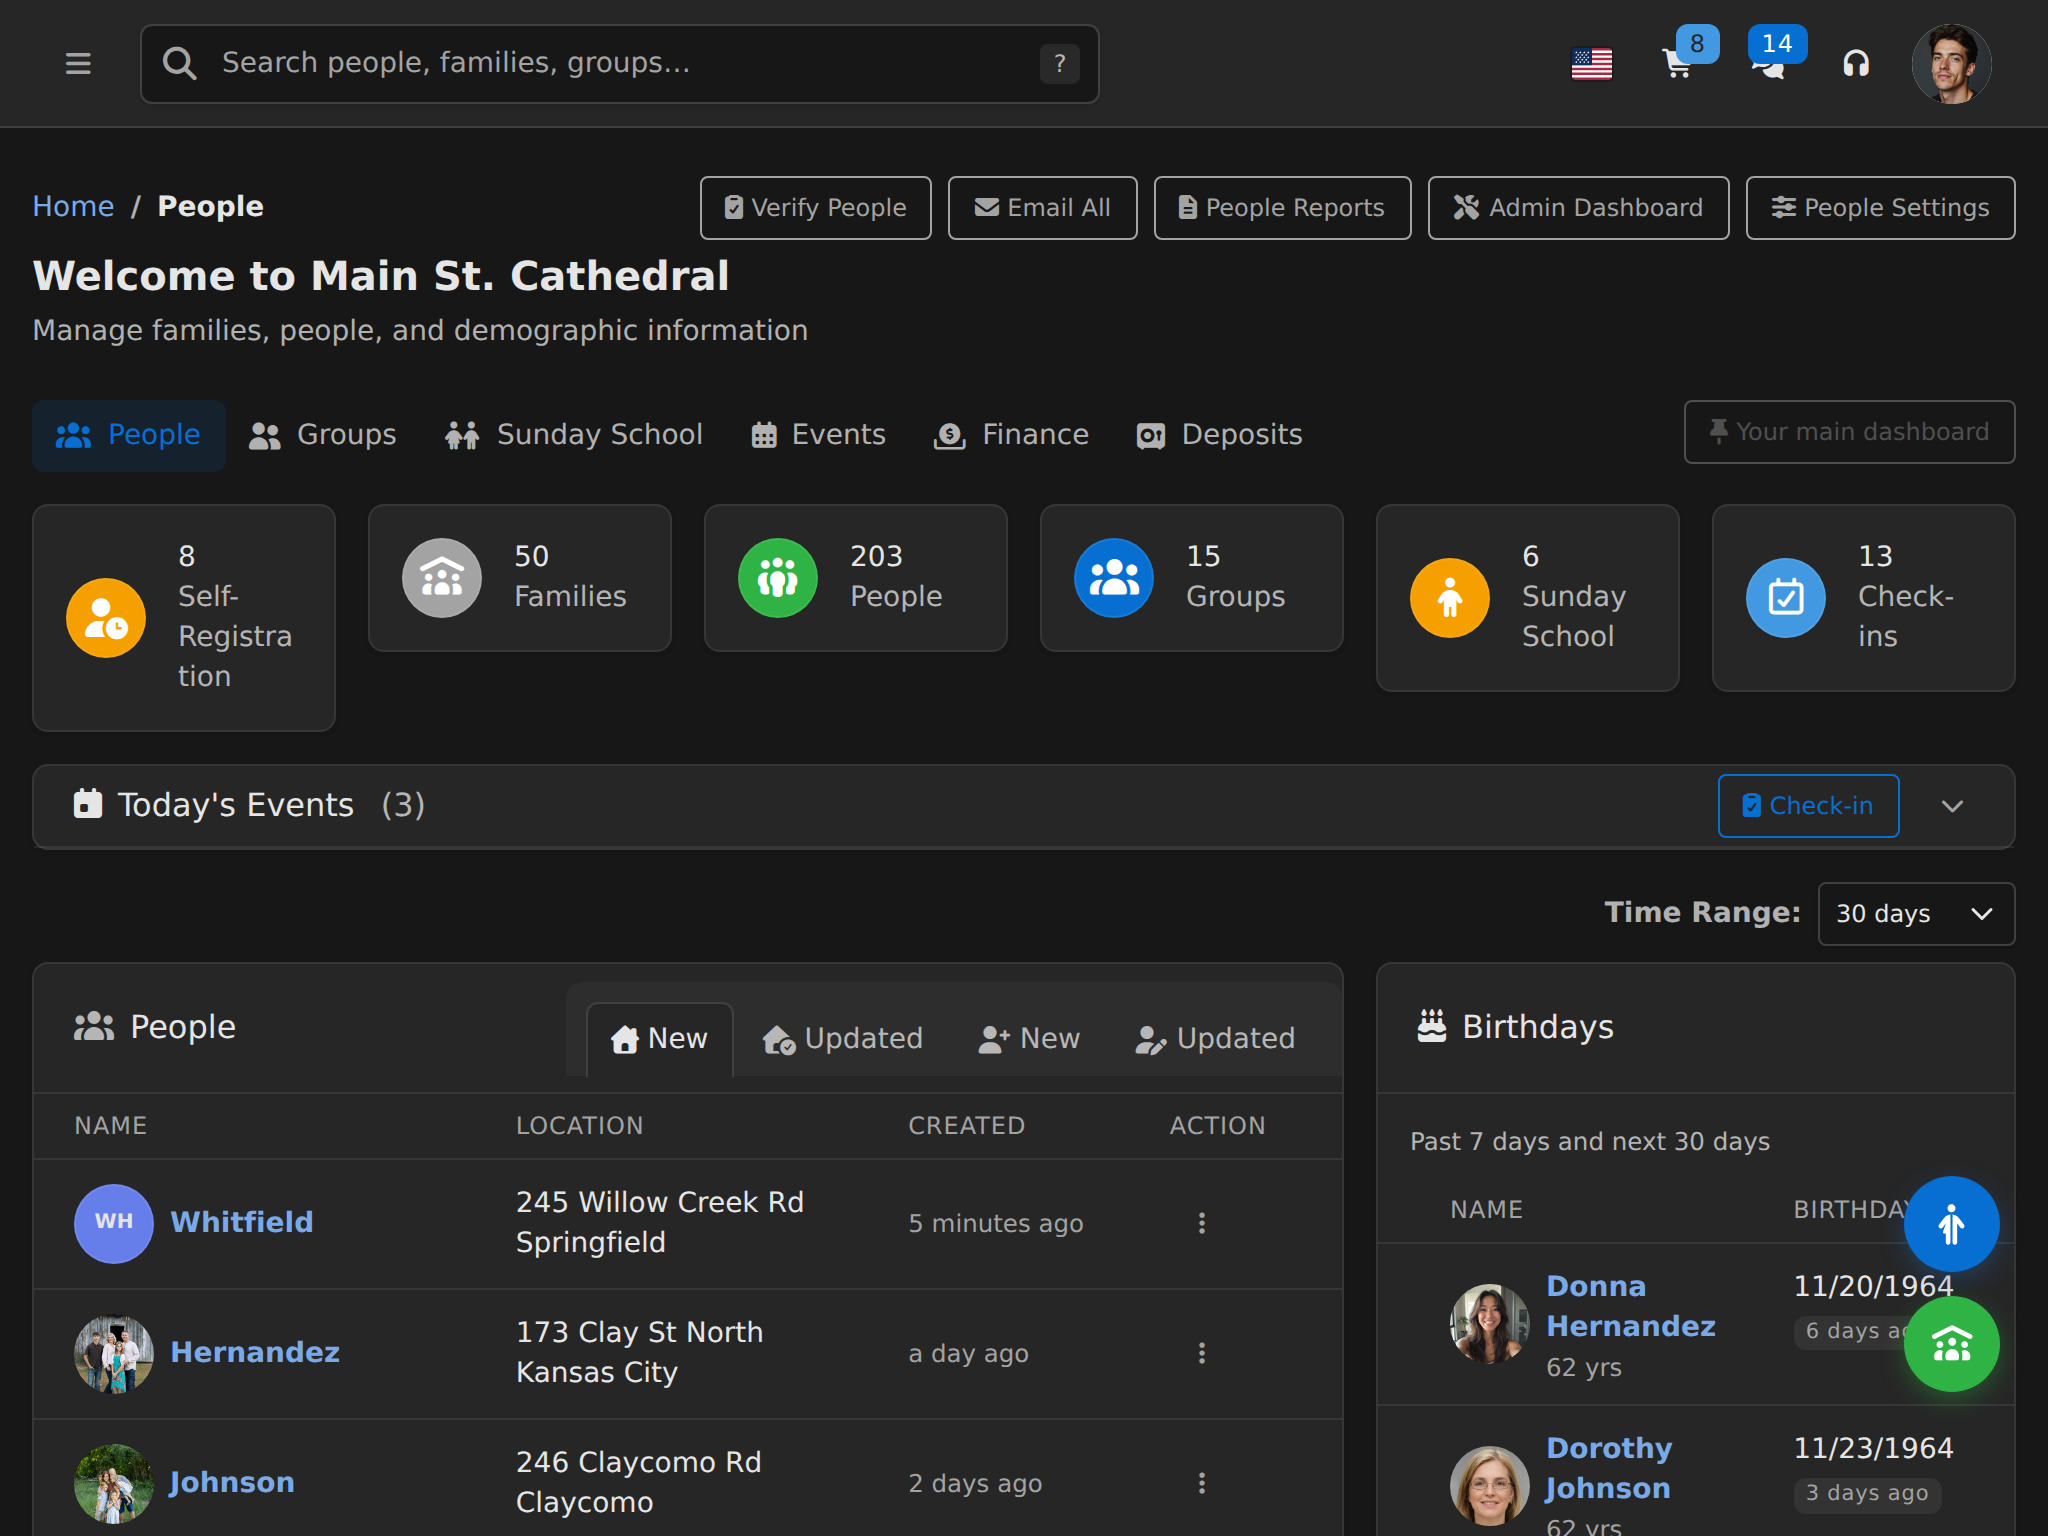 Search people, families, groups...
?
8
14
Home / People
Verify People
Email All
People Reports
Admin Dashboard
People Settings
Welcome to Main St. Cathedral
Manage families, people, and demographic information
People
Groups
Sunday School
Events
Finance
Deposits
Your main dashboard
8
Self-
Registra
tion
50
Families
203
People
15
Groups
6
Sunday
School
13
Check-
ins
Today's Events (3)
Check-in
Time Range:
30 days
People
New
Updated
New
Updated
NAME
LOCATION
CREATED
ACTION
WH
Whitfield
245 Willow Creek Rd
Springfield
5 minutes ago
Hernandez
173 Clay St North
Kansas City
a day ago
Johnson
246 Claycomo Rd
Claycomo
2 days ago
Birthdays
Past 7 days and next 30 days
NAME
BIRTHDA
Donna
Hernandez
62 yrs
11/20/1964
6 days ag
Dorothy
Johnson
62 yrs
11/23/1964
3 days ago